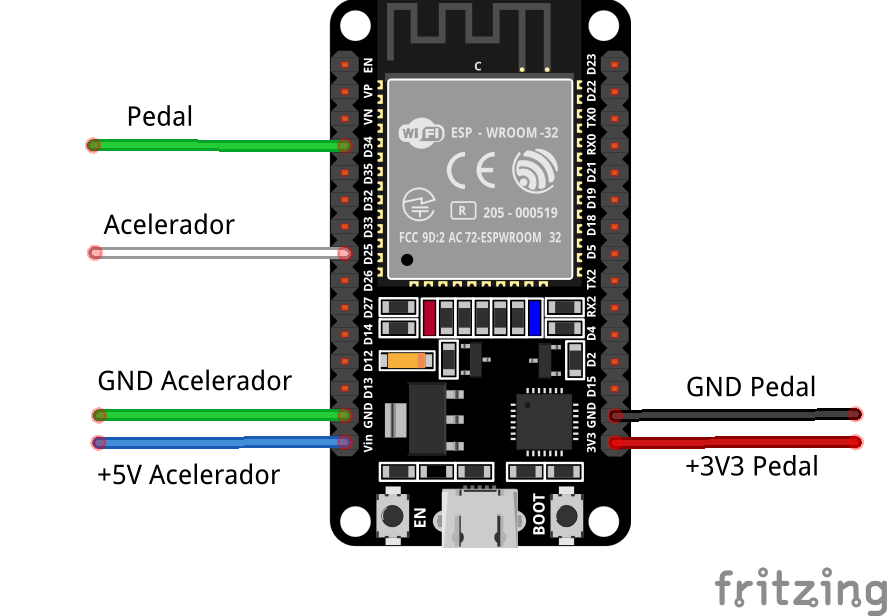 Pedal
Acelerador
GND Acelerador
+5V Acelerador
EN
VP
VN
D34
D35
D32
D33
D25
D26
D27
D14
D12
D13
GND
Vin
C
WiFi ESP - WROOM -32
CE
R 205 - 000519
FCC 9D:2 AC 72-ESPWROOM 32
EN
BOOT
D23
D22
TX0
RX0
D21
D19
D18
D5
TX2
RX2
D4
D2
D15
GND
3V3
GND Pedal
+3V3 Pedal
fritzing